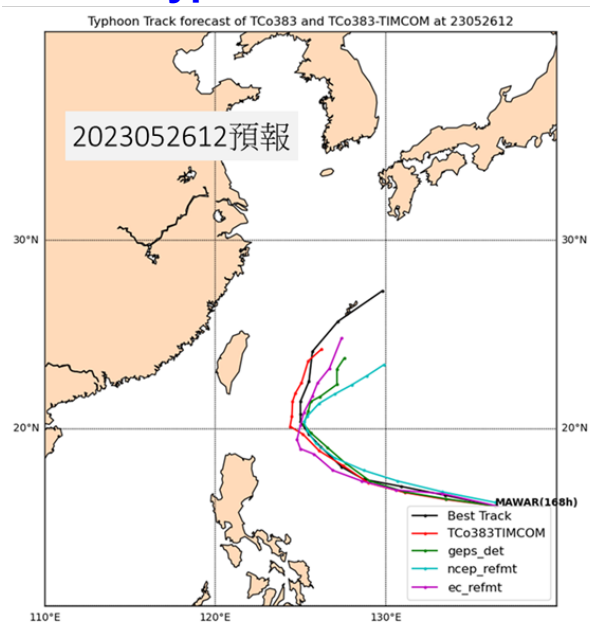 Typhoon Track forecast of TCo383 and TCo383-TIMCOM at 23052612
2023052612預報
30°N
30°N
20°N
20°N
MAWAR(168h)
Best Track
TCo383TIMCOM
geps_det
ncep_refmt
ec_refmt
110°E
120°E
130°E